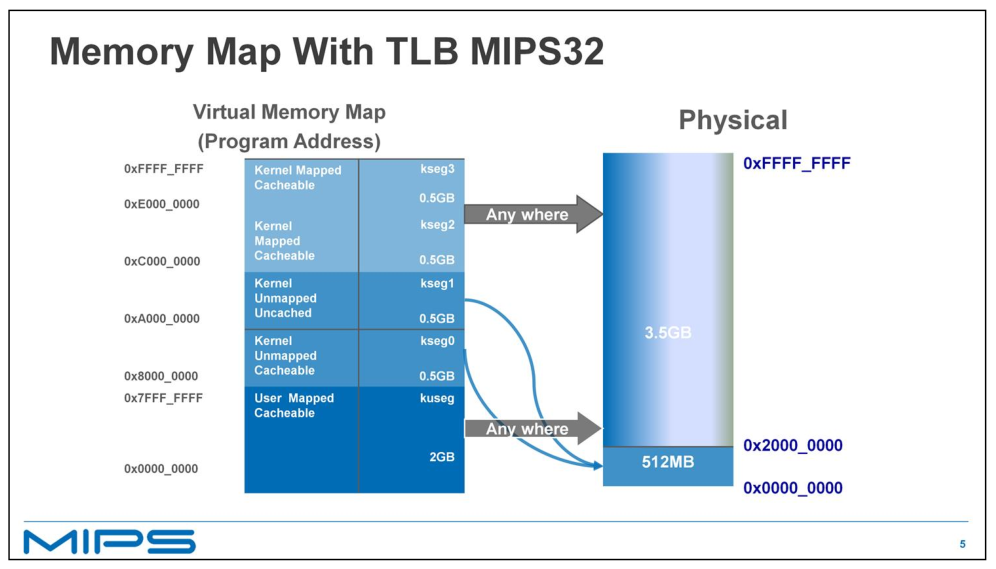 Memory Map With TLB MIPS32
Virtual Memory Map
(Program Address)
Physical
0xFFFF_FFFF
Kernel Mapped
Cacheable
kseg3
0xE000_0000
0.5GB
Kernel
Mapped
Cacheable
kseg2
0xC000_0000
0.5GB
Kernel
Unmapped
Uncached
kseg1
0xA000_0000
0.5GB
Kernel
Unmapped
Cacheable
kseg0
0x8000_0000
0.5GB
0x7FFF_FFFF
User Mapped
Cacheable
kuseg
2GB
0x0000_0000
Any where
Any where
0xFFFF_FFFF
3.5GB
0x2000_0000
512MB
0x0000_0000
MIPS
5